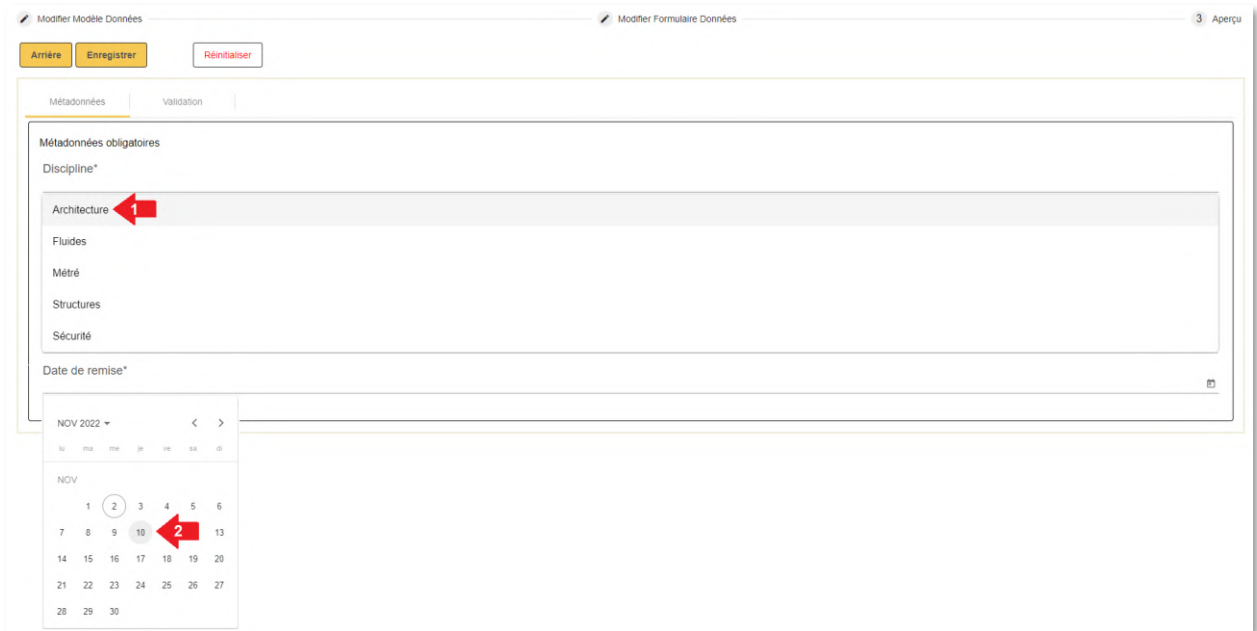 Modifier Modèle Données Modifier Formulaire Données 3 Aperçu
Arrière Enregistrer Réinitialiser
Métadonnées Validation
Métadonnées obligatoires
Discipline*
Architecture 1
Fluides
Métré
Structures
Sécurité
Date de remise*
NOV 2022
lu ma me je ve sa di
NOV
1 2 3 4 5 6
7 8 9 10 2 13
14 15 16 17 18 19 20
21 22 23 24 25 26 27
28 29 30